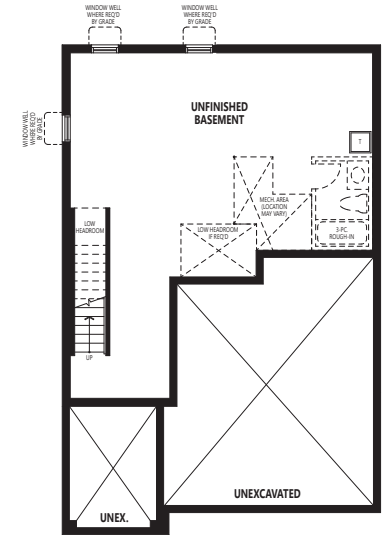 WINDOW WELL
WHERE REQ'D
BY GRADE
WINDOW WELL
WHERE REQ'D
BY GRADE
WINDOW WELL
WHERE REQ'D
BY GRADE
UNFINISHED
BASEMENT
T
MECH. AREA
(LOCATION
MAY VARY)
LOW
HEADROOM
LOW HEADROOM
IF REQ'D
3-PC.
ROUGH-IN
UP
UNEXCAVATED
UNEX.